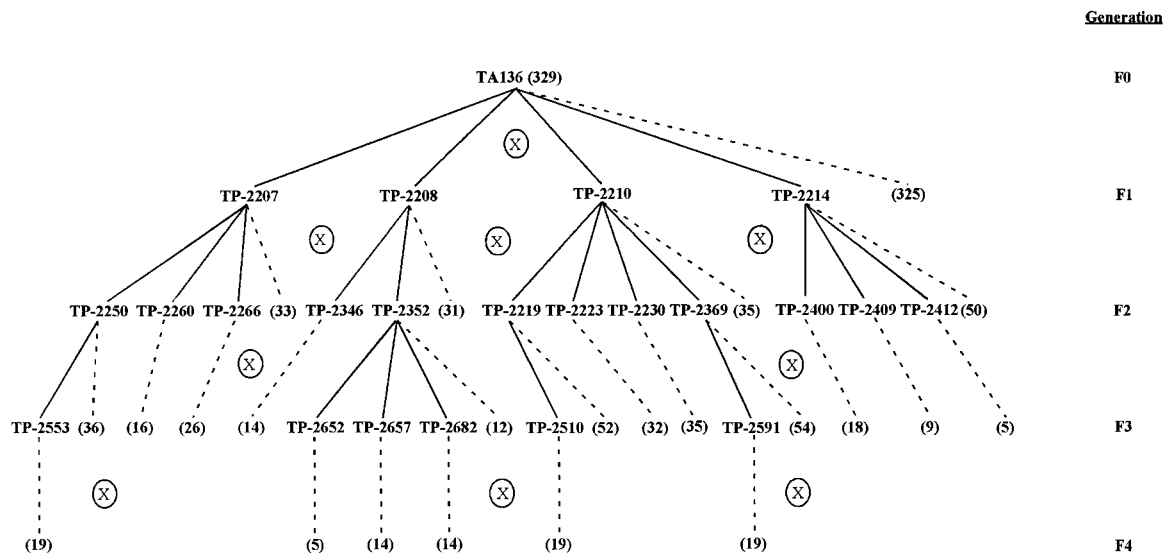 Generation
TA136 (329) F0
X
TP-2207 TP-2208 TP-2210 TP-2214 (325) F1
X X X
TP-2250 TP-2260 TP-2266 (33) TP-2346 TP-2352 (31) TP-2219 TP-2223 TP-2230 TP-2369 (35) TP-2400 TP-2409 TP-2412 (50) F2
X X
TP-2553 (36) (16) (26) (14) TP-2652 TP-2657 TP-2682 (12) TP-2510 (52) (32) (35) TP-2591 (54) (18) (9) (5) F3
X X X
(19) (5) (14) (14) (19) (19) F4